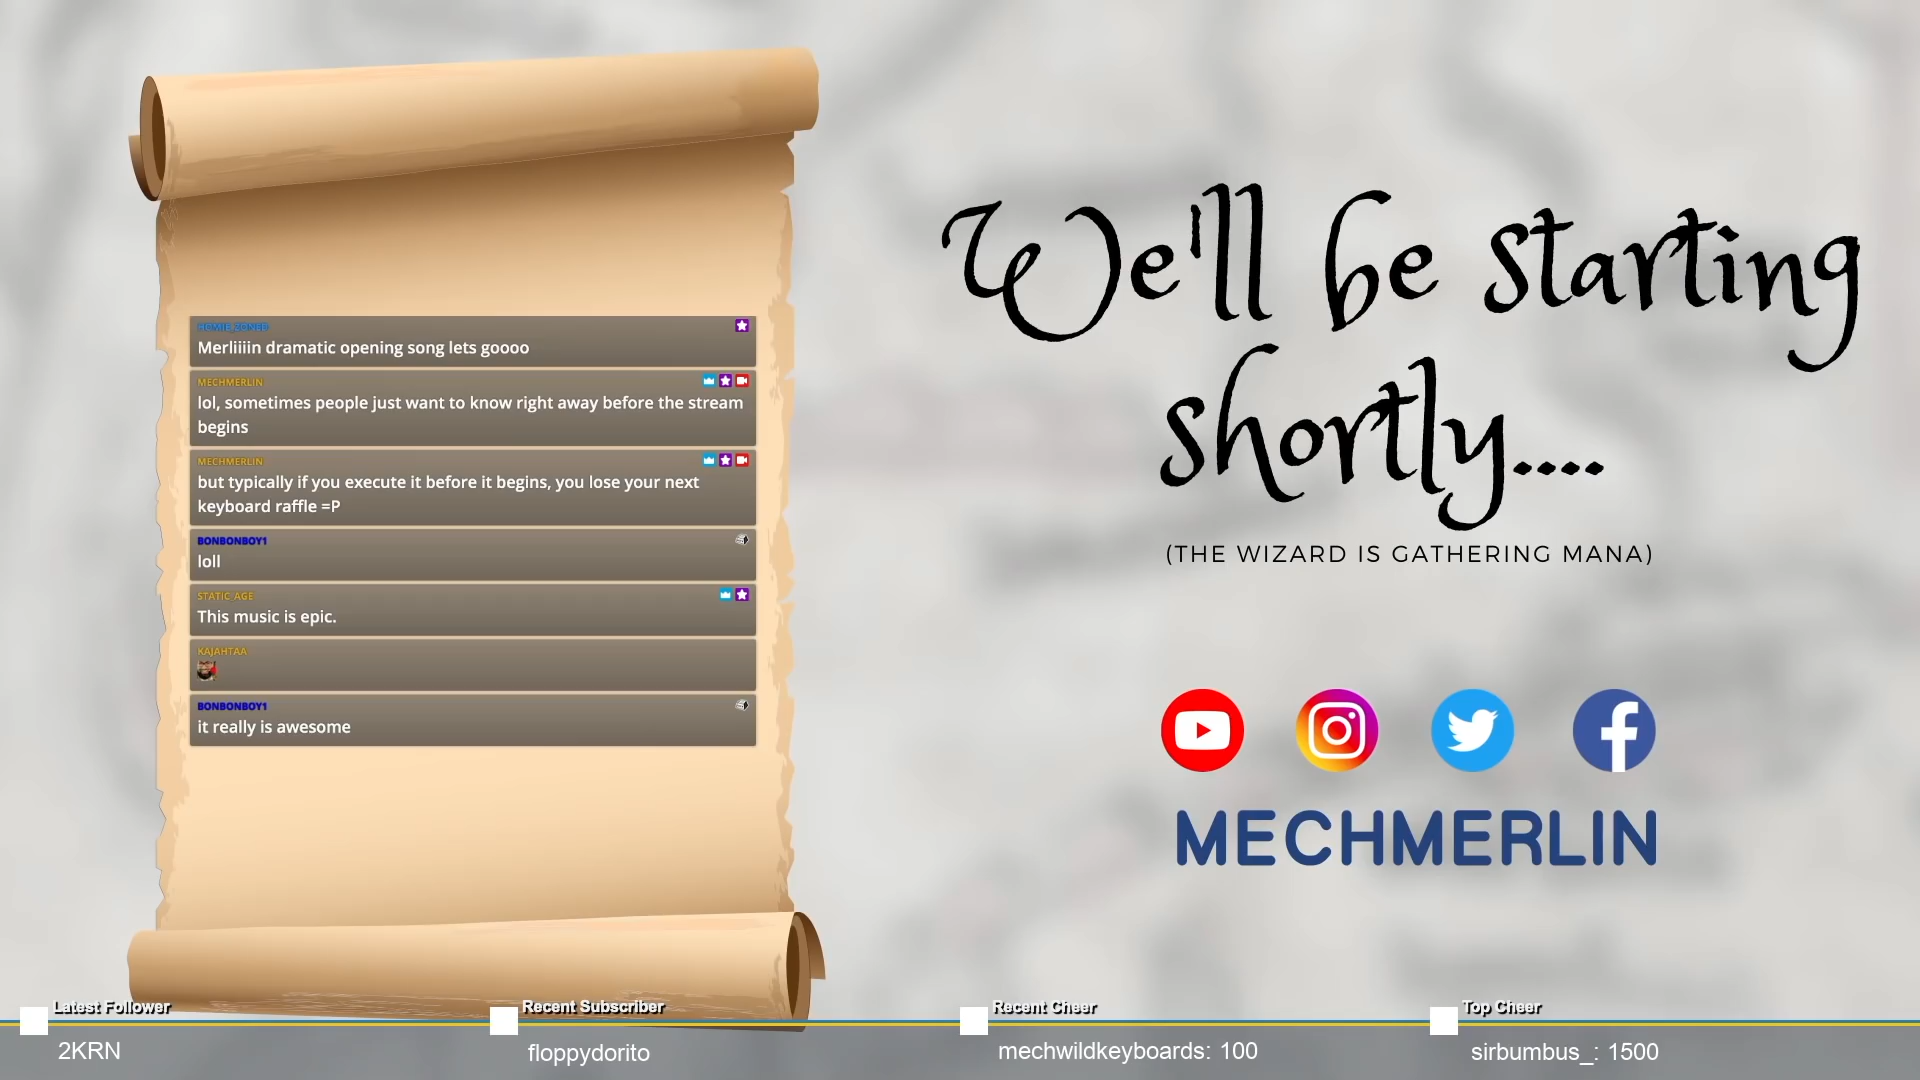 HOMIE_ZONED
Merliiiin dramatic opening song lets goooo
MECHMERLIN
lol, sometimes people just want to know right away before the stream
begins
MECHMERLIN
but typically if you execute it before it begins, you lose your next
keyboard raffle =P
BONBONBOY1
loll
STATIC_AGE
This music is epic.
KAJAHTAA
BONBONBOY1
it really is awesome
We'll be starting
shortly....
(THE WIZARD IS GATHERING MANA)
MECHMERLIN
Latest Follower
2KRN
Recent Subscriber
floppydorito
Recent Cheer
mechwildkeyboards: 100
Top Cheer
sirbumbus_: 1500